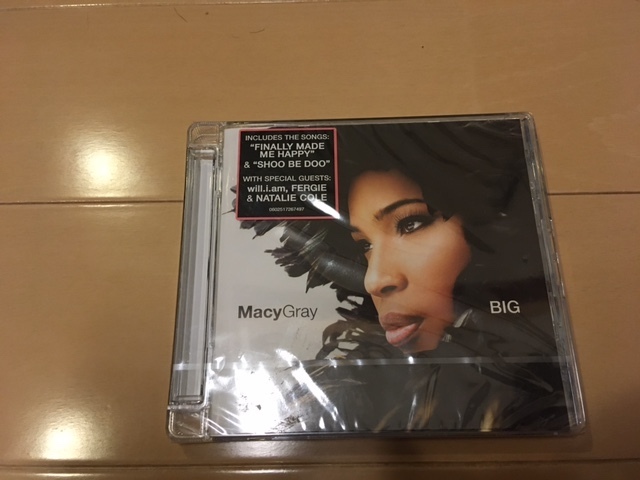 INCLUDES THE SONGS:
"FINALLY MADE
ME HAPPY"
& "SHOO BE DOO"
WITH SPECIAL GUESTS:
will.i.am, FERGIE
& NATALIE COLE
0602517267497
MacyGray
BIG